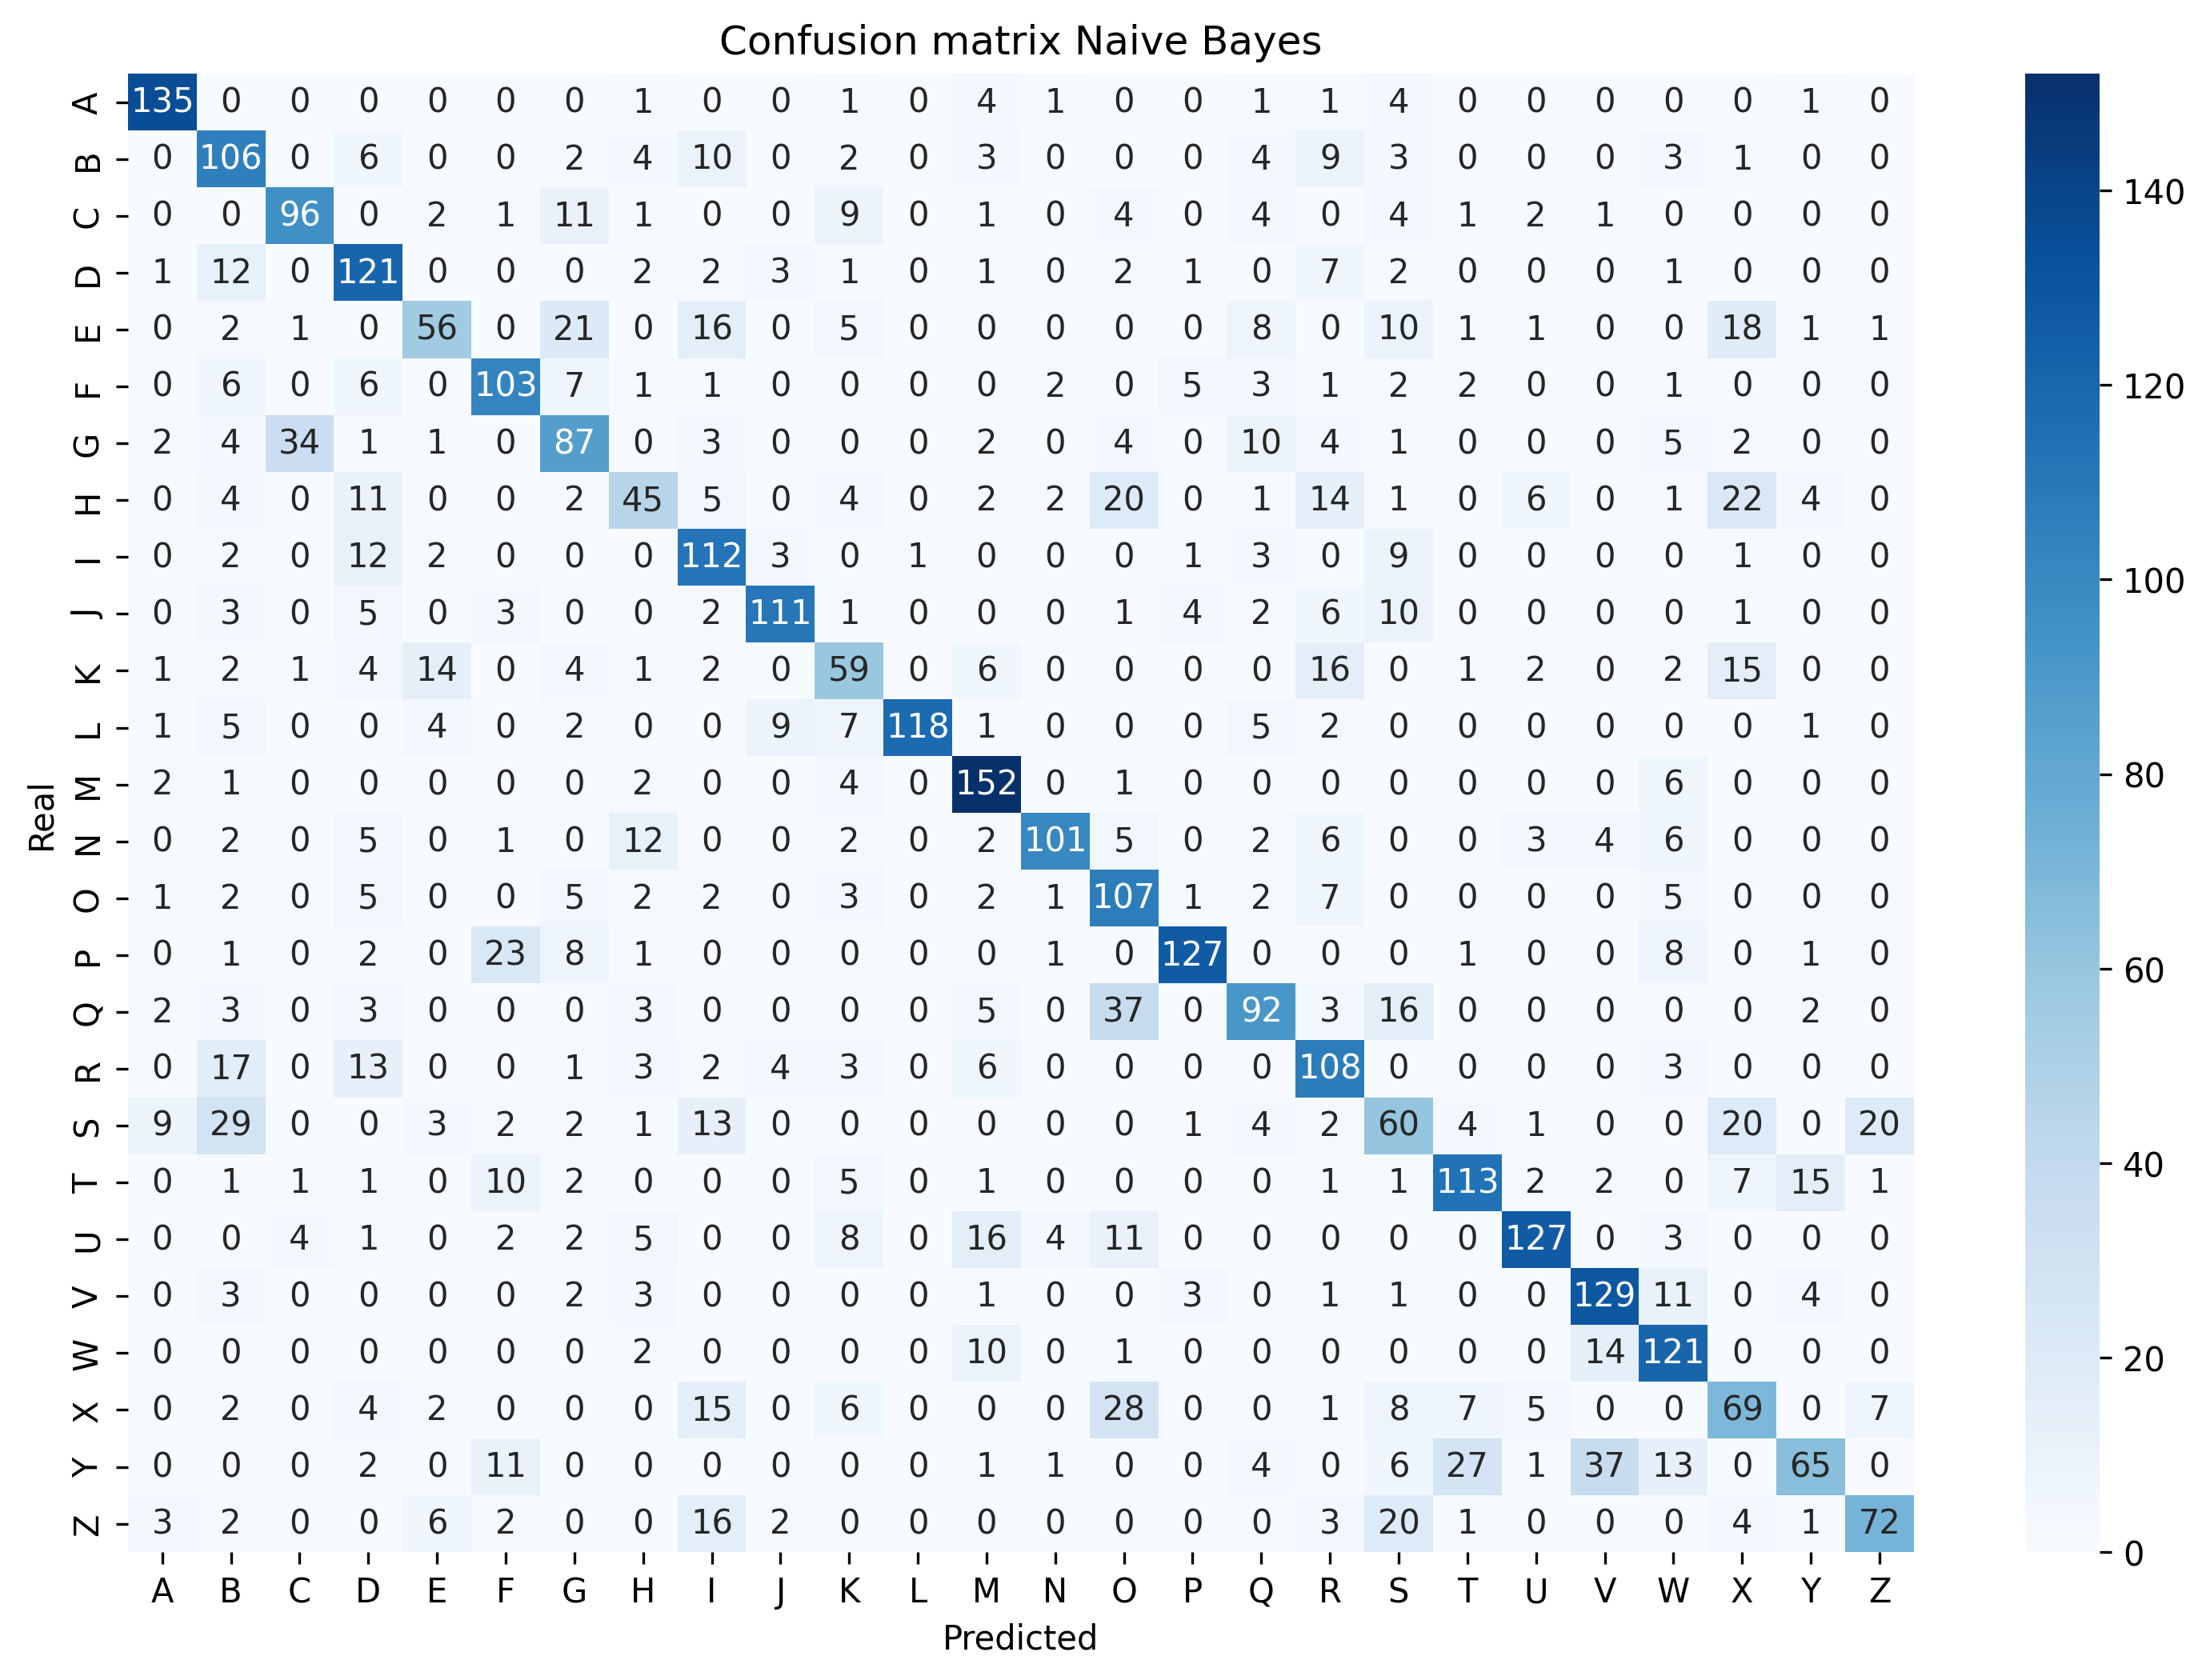 Confusion matrix Naive Bayes
A 135 0 0 0 0 0 0 1 0 0 1 0 4 1 0 0 1 1 4 0 0 0 0 0 1 0
B 0 106 0 6 0 0 2 4 10 0 2 0 3 0 0 0 4 9 3 0 0 0 3 1 0 0
C 0 0 96 0 2 1 11 1 0 0 9 0 1 0 4 0 4 0 4 1 2 1 0 0 0 0
D 1 12 0 121 0 0 0 2 2 3 1 0 1 0 2 1 0 7 2 0 0 0 1 0 0 0
E 0 2 1 0 56 0 21 0 16 0 5 0 0 0 0 0 8 0 10 1 1 0 0 18 1 1
F 0 6 0 6 0 103 7 1 1 0 0 0 0 2 0 5 3 1 2 2 0 0 1 0 0 0
G 2 4 34 1 1 0 87 0 3 0 0 0 2 0 4 0 10 4 1 0 0 0 5 2 0 0
H 0 4 0 11 0 0 2 45 5 0 4 0 2 2 20 0 1 14 1 0 6 0 1 22 4 0
I 0 2 0 12 2 0 0 0 112 3 0 1 0 0 0 1 3 0 9 0 0 0 0 1 0 0
J 0 3 0 5 0 3 0 0 2 111 1 0 0 0 1 4 2 6 10 0 0 0 0 1 0 0
K 1 2 1 4 14 0 4 1 2 0 59 0 6 0 0 0 0 16 0 1 2 0 2 15 0 0
L 1 5 0 0 4 0 2 0 0 9 7 118 1 0 0 0 5 2 0 0 0 0 0 0 1 0
M 2 1 0 0 0 0 0 2 0 0 4 0 152 0 1 0 0 0 0 0 0 0 6 0 0 0
N 0 2 0 5 0 1 0 12 0 0 2 0 2 101 5 0 2 6 0 0 3 4 6 0 0 0
O 1 2 0 5 0 0 5 2 2 0 3 0 2 1 107 1 2 7 0 0 0 0 5 0 0 0
P 0 1 0 2 0 23 8 1 0 0 0 0 0 1 0 127 0 0 0 1 0 0 8 0 1 0
Q 2 3 0 3 0 0 0 3 0 0 0 0 5 0 37 0 92 3 16 0 0 0 0 0 2 0
R 0 17 0 13 0 0 1 3 2 4 3 0 6 0 0 0 0 108 0 0 0 0 3 0 0 0
S 9 29 0 0 3 2 2 1 13 0 0 0 0 0 0 1 4 2 60 4 1 0 0 20 0 20
T 0 1 1 1 0 10 2 0 0 0 5 0 1 0 0 0 0 1 1 113 2 2 0 7 15 1
U 0 0 4 1 0 2 2 5 0 0 8 0 16 4 11 0 0 0 0 0 127 0 3 0 0 0
V 0 3 0 0 0 0 2 3 0 0 0 0 1 0 0 3 0 1 1 0 0 129 11 0 4 0
W 0 0 0 0 0 0 0 2 0 0 0 0 10 0 1 0 0 0 0 0 0 14 121 0 0 0
X 0 2 0 4 2 0 0 0 15 0 6 0 0 0 28 0 0 1 8 7 5 0 0 69 0 7
Y 0 0 0 2 0 11 0 0 0 0 0 0 1 1 0 0 4 0 6 27 1 37 13 0 65 0
Z 3 2 0 0 6 2 0 0 16 2 0 0 0 0 0 0 0 3 20 1 0 0 0 4 1 72
A B C D E F G H I J K L M N O P Q R S T U V W X Y Z
Predicted
Real
140
120
100
80
60
40
20
0